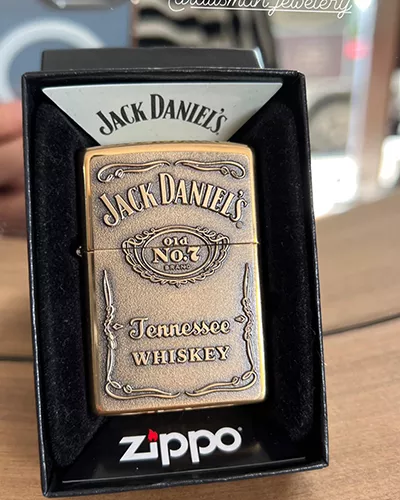 JACK DANIEL'S
JACK DANIEL'S
Old
No.7
BRAND
Tennessee
WHISKEY
zippo